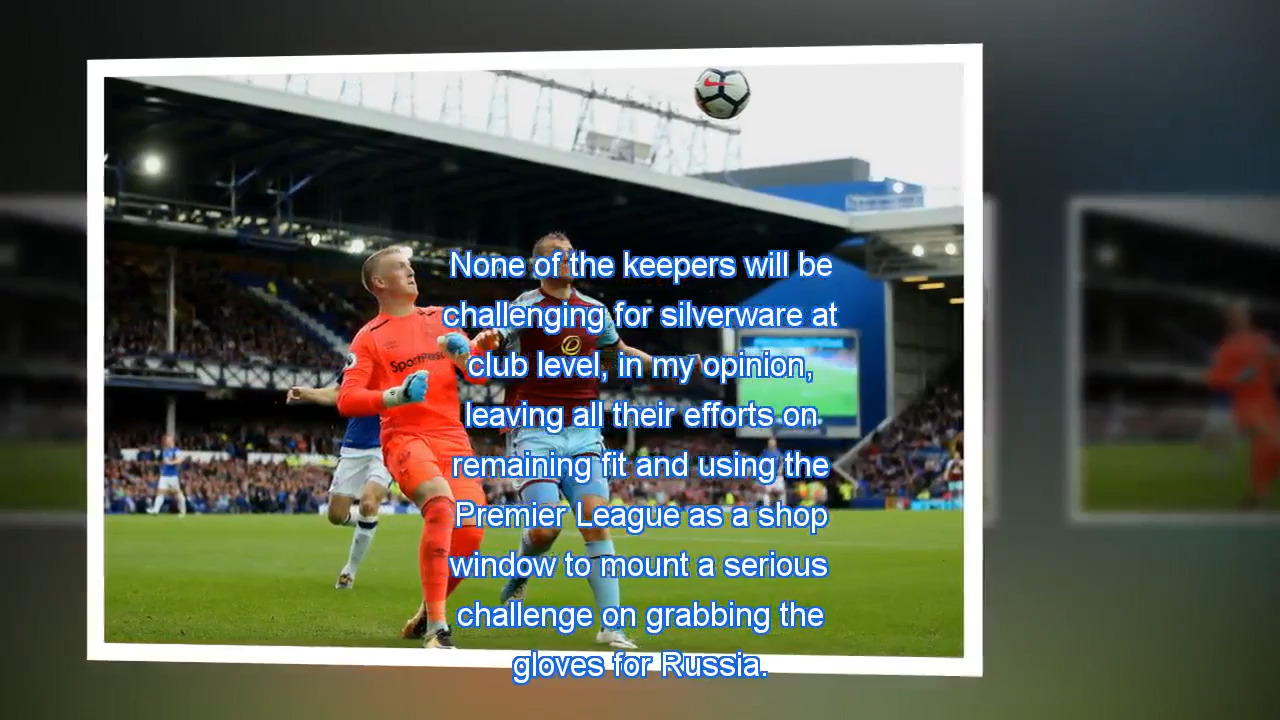 None of the keepers will be
challenging for silverware at
club level, in my opinion,
leaving all their efforts on
remaining fit and using the
Premier League as a shop
window to mount a serious
challenge on grabbing the
gloves for Russia.